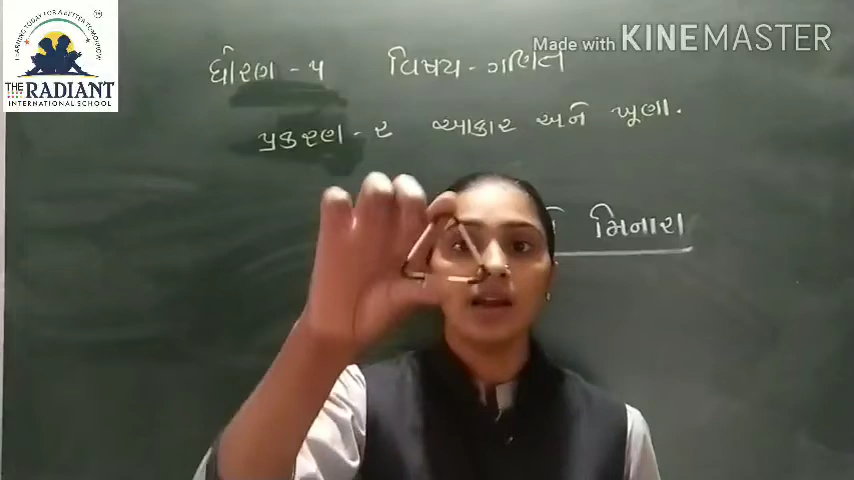 LEARNING TODAY FOR A BETTER TOMORROW
THE RADIANT
INTERNATIONAL SCHOOL
Made with KINEMASTER
ધોરણ - ૫ વિષય - ગણિત
પ્રકરણ - ૨ આકાર અને ખૂણા.
મિનારા